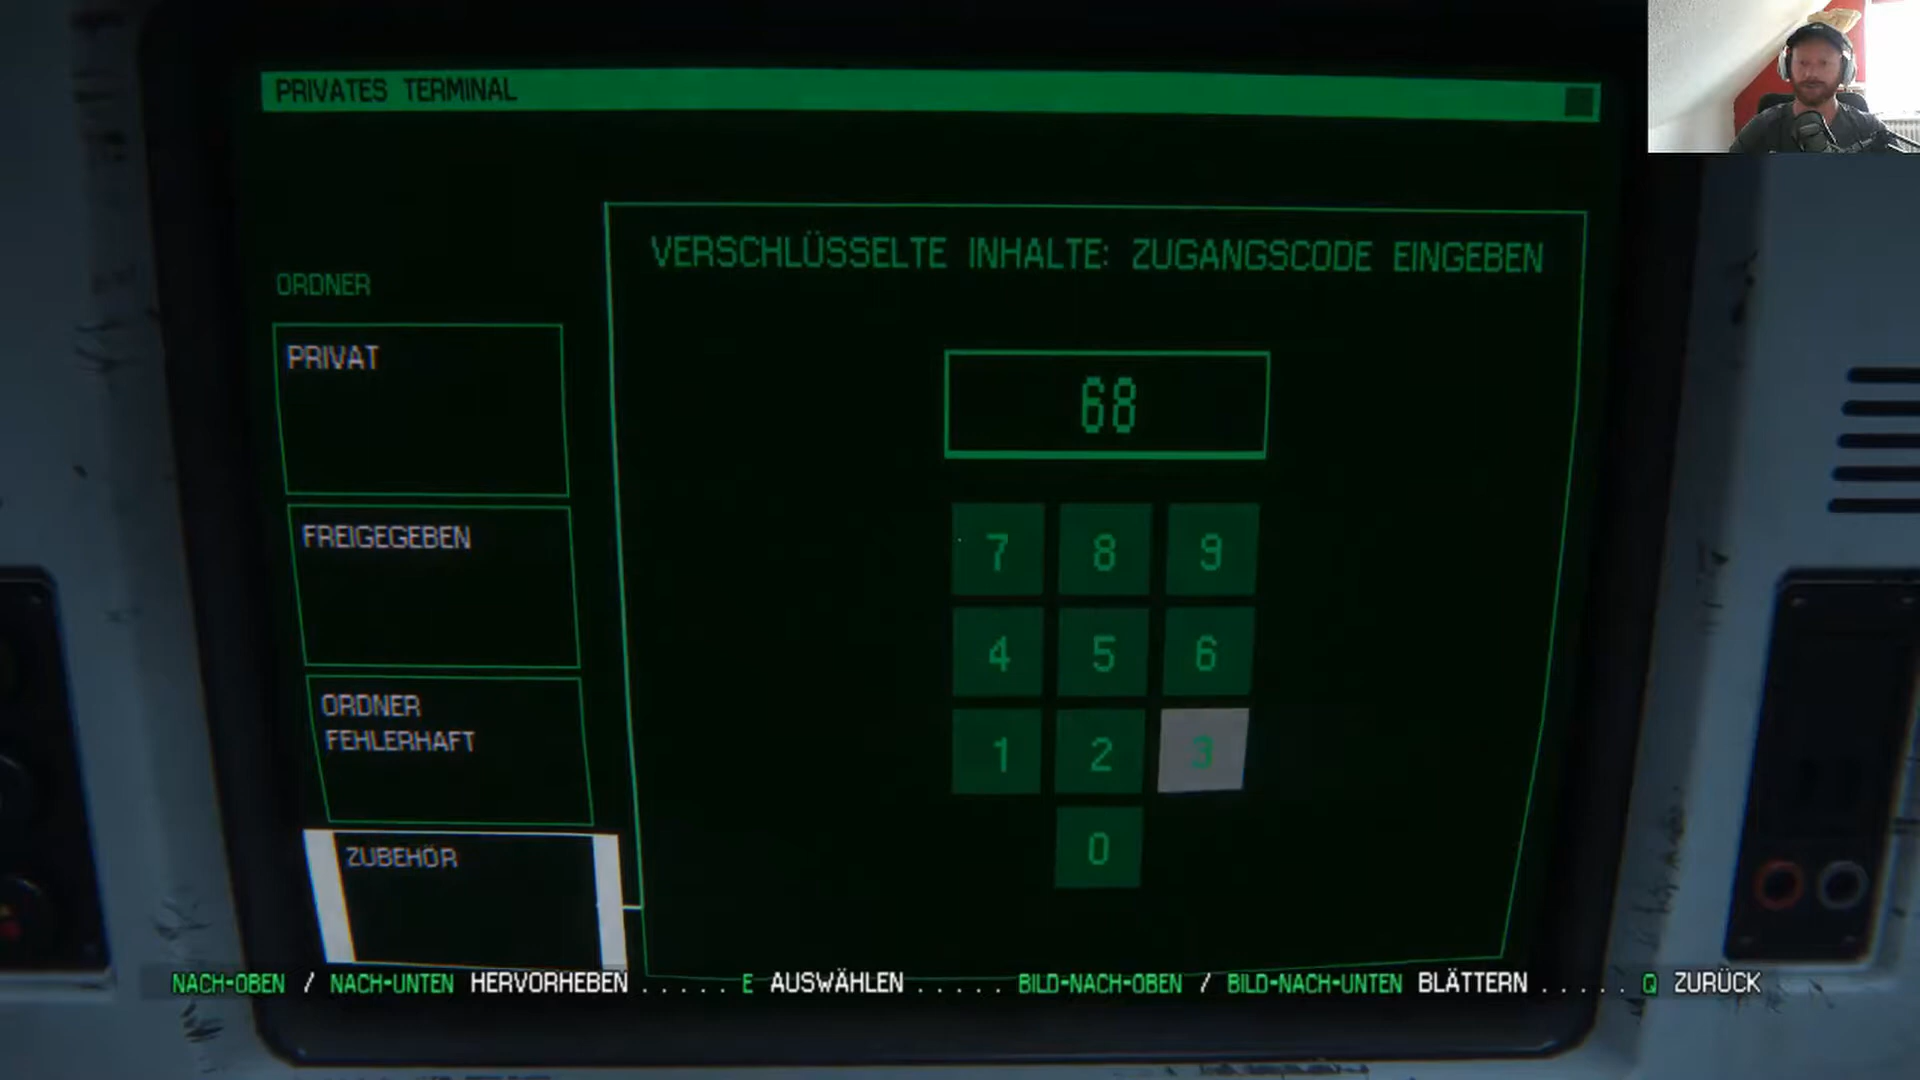 PRIVATES TERMINAL
VERSCHLÜSSELTE INHALTE: ZUGANGSCODE EINGEBEN
ORDNER
PRIVAT
FREIGEGEBEN
ORDNER
FEHLERHAFT
ZUBEHÖR
68
7 8 9
4 5 6
1 2 3
0
NACH-OBEN / NACH-UNTEN HERVORHEBEN ..... E AUSWÄHLEN ..... BILD-NACH-OBEN / BILD-NACH-UNTEN BLÄTTERN ..... Q ZURÜCK